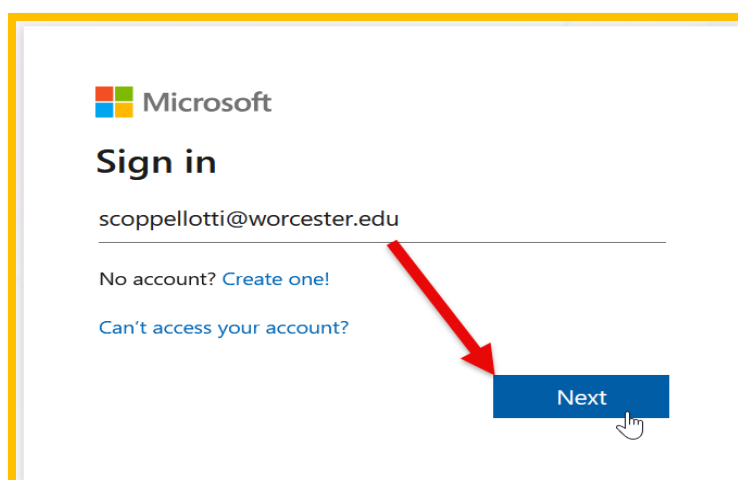 Microsoft
Sign in
scoppellotti@worcester.edu
No account? Create one!
Can't access your account?
Next